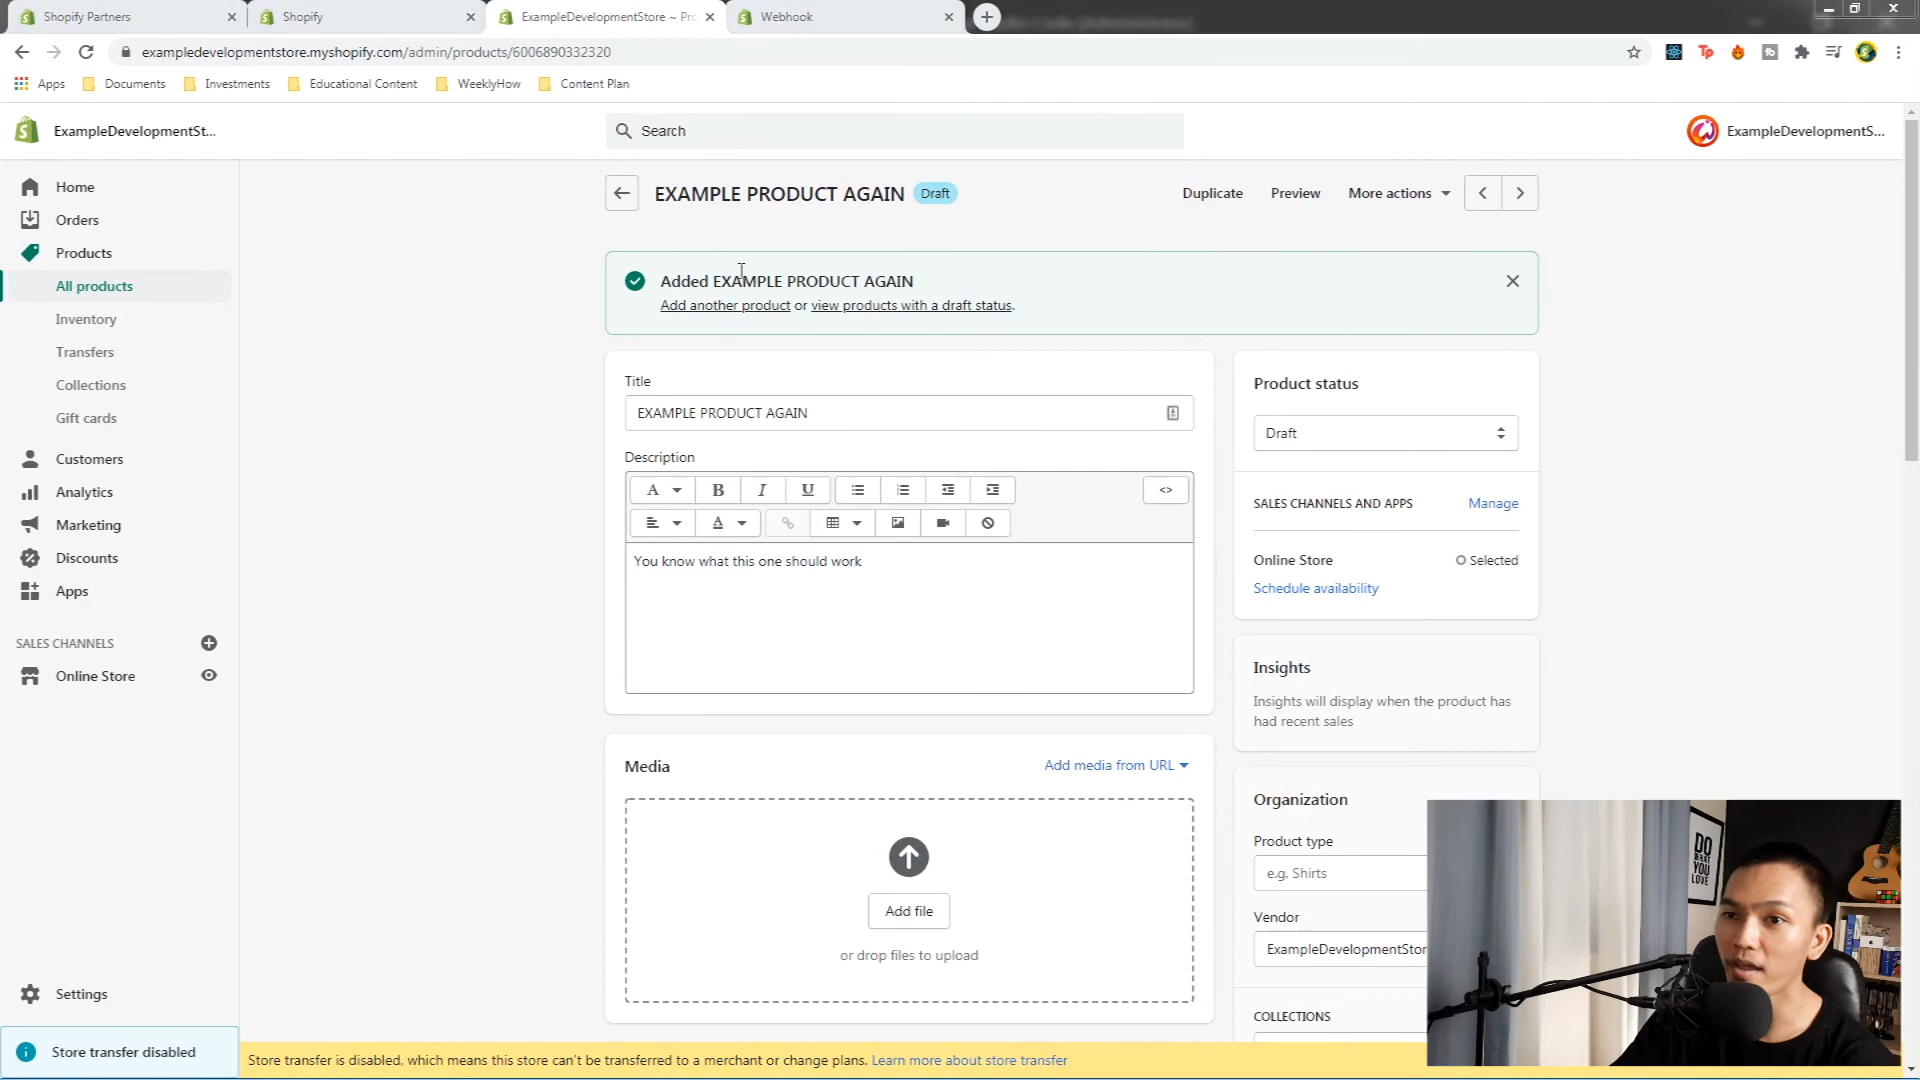 Shopify Partners
Shopify
ExampleDevelopmentStore ~ Pro
Webhook
exampledevelopmentstore.myshopify.com/admin/products/6006890332320
Apps
Documents
Investments
Educational Content
WeeklyHow
Content Plan
ExampleDevelopmentSt...
Search
ExampleDevelopmentS...
Home
Orders
Products
All products
Inventory
Transfers
Collections
Gift cards
Customers
Analytics
Marketing
Discounts
Apps
SALES CHANNELS
Online Store
Settings
Store transfer disabled
EXAMPLE PRODUCT AGAIN
Draft
Duplicate
Preview
More actions
Added EXAMPLE PRODUCT AGAIN
Add another product or view products with a draft status.
Title
EXAMPLE PRODUCT AGAIN
Description
A
B
I
U
<>
A
You know what this one should work
Media
Add media from URL
Add file
or drop files to upload
Product status
Draft
SALES CHANNELS AND APPS
Manage
Online Store
Selected
Schedule availability
Insights
Insights will display when the product has
had recent sales
Organization
Product type
e.g. Shirts
Vendor
ExampleDevelopmentStor
COLLECTIONS
DO
WHAT
YOU
LOVE
Store transfer is disabled, which means this store can't be transferred to a merchant or change plans. Learn more about store transfer